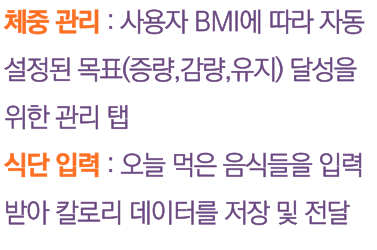 체중 관리 : 사용자 BMI에 따라 자동
설정된 목표(증량,감량,유지) 달성을
위한 관리 탭
식단 입력 : 오늘 먹은 음식들을 입력
받아 칼로리 데이터를 저장 및 전달